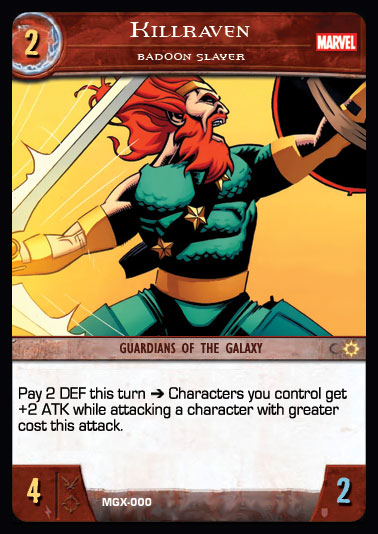 2
KILLRAVEN
BADOON SLAYER
MARVEL
GUARDIANS OF THE GALAXY
C
Pay 2 DEF this turn ➔ Characters you control get
+2 ATK while attacking a character with greater
cost this attack.
4
MGX-000
2